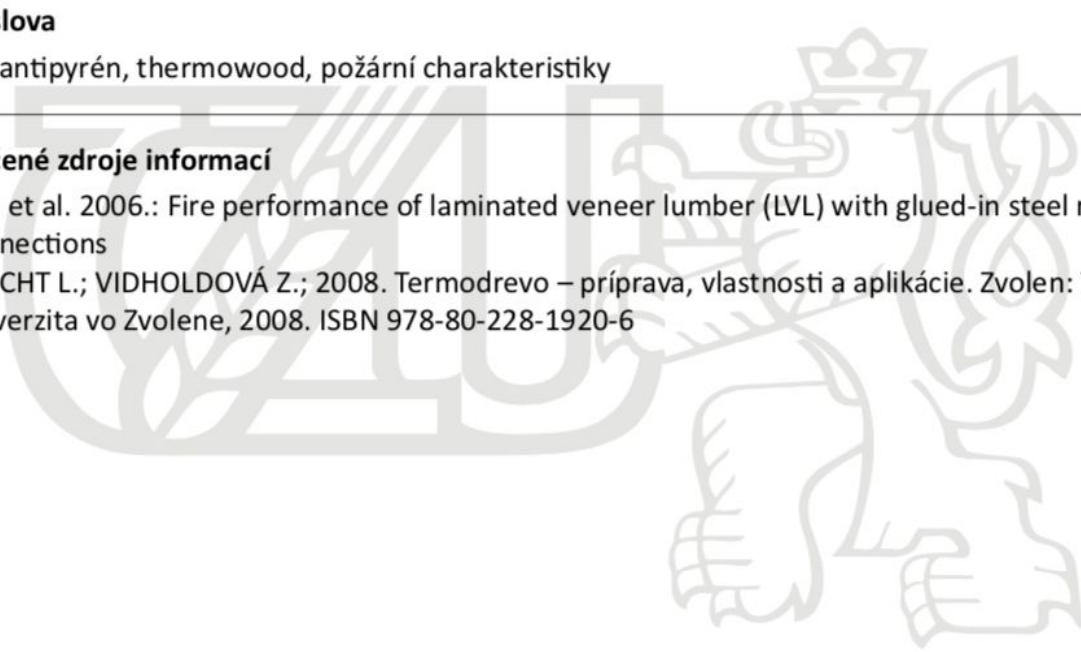 slova
antipyrén, thermowood, požární charakteristiky
ené zdroje informací
et al. 2006.: Fire performance of laminated veneer lumber (LVL) with glued-in steel
nections
CHT L.; VIDHOLDOVÁ Z.; 2008. Termodrevo – príprava, vlastnosti a aplikácie. Zvolen:
verzita vo Zvolene, 2008. ISBN 978-80-228-1920-6